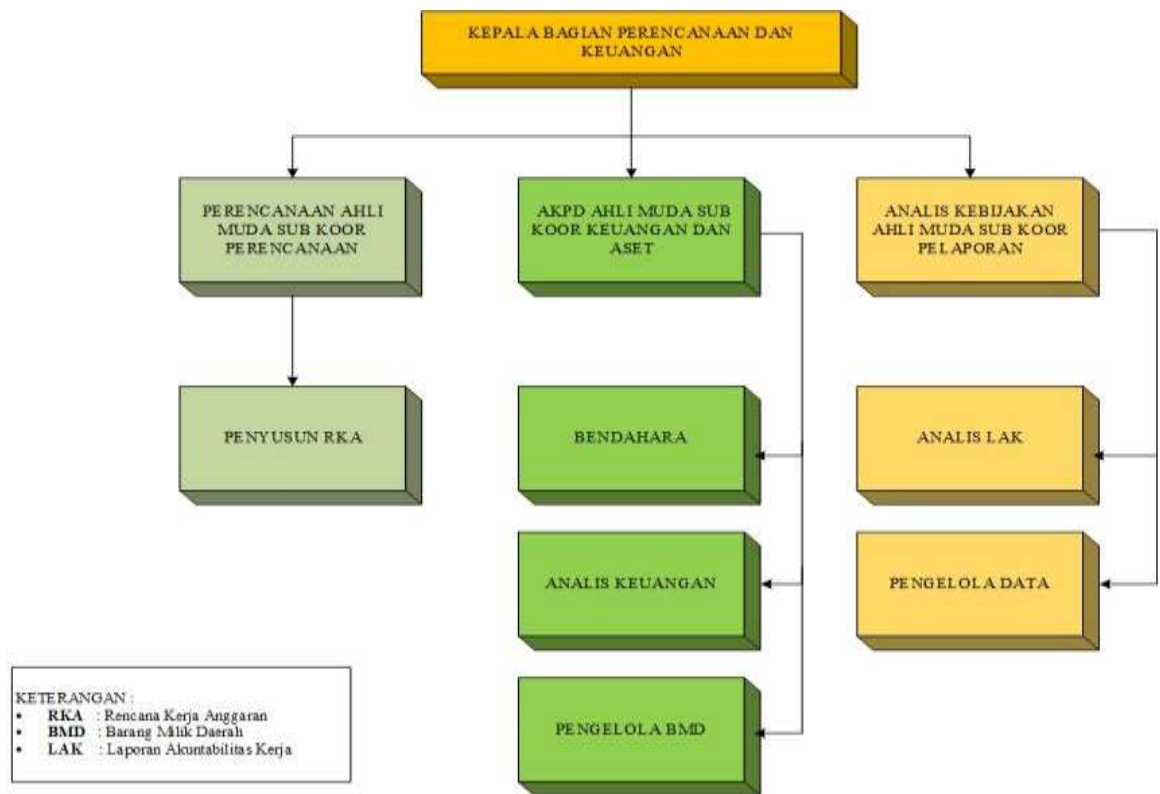 KEPALA BAGIAN PERENCANAAN DAN
KEUANGAN
PERENCANAAN AHLI
MUDA SUB KOOR
PERENCANAAN
AKPD AHLI MUDA SUB
KOOR KEUANGAN DAN
ASET
ANALIS KEBIJAKAN
AHLI MUDA SUB KOOR
PELAPORAN
PENYUSUN RKA
BENDAHARA
ANALIS LAK
ANALIS KEUANGAN
PENGELOLA DATA
PENGELOLA BMD
KETERANGAN :
• RKA : Rencana Kerja Anggaran
• BMD : Barang Milik Daerah
• LAK : Laporan Akuntabilitas Kerja